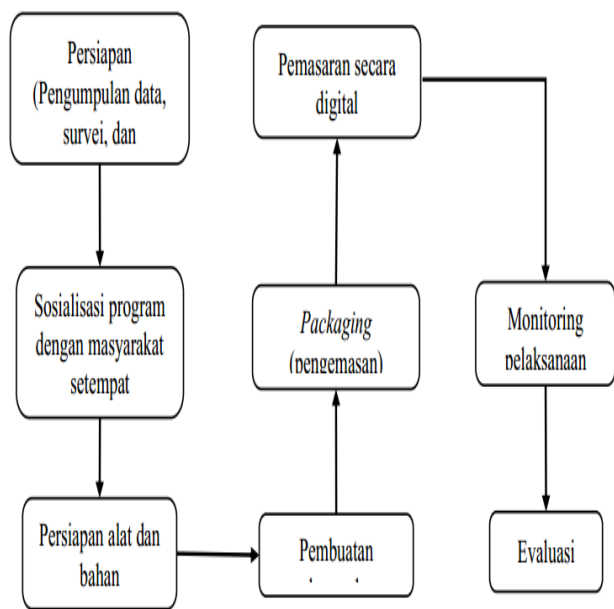 Persiapan
(Pengumpulan data,
survei, dan
Sosialisasi program
dengan masyarakat
setempat
Persiapan alat dan
bahan
Pembuatan
Packaging
(pengemasan)
Pemasaran secara
digital
Monitoring
pelaksanaan
Evaluasi